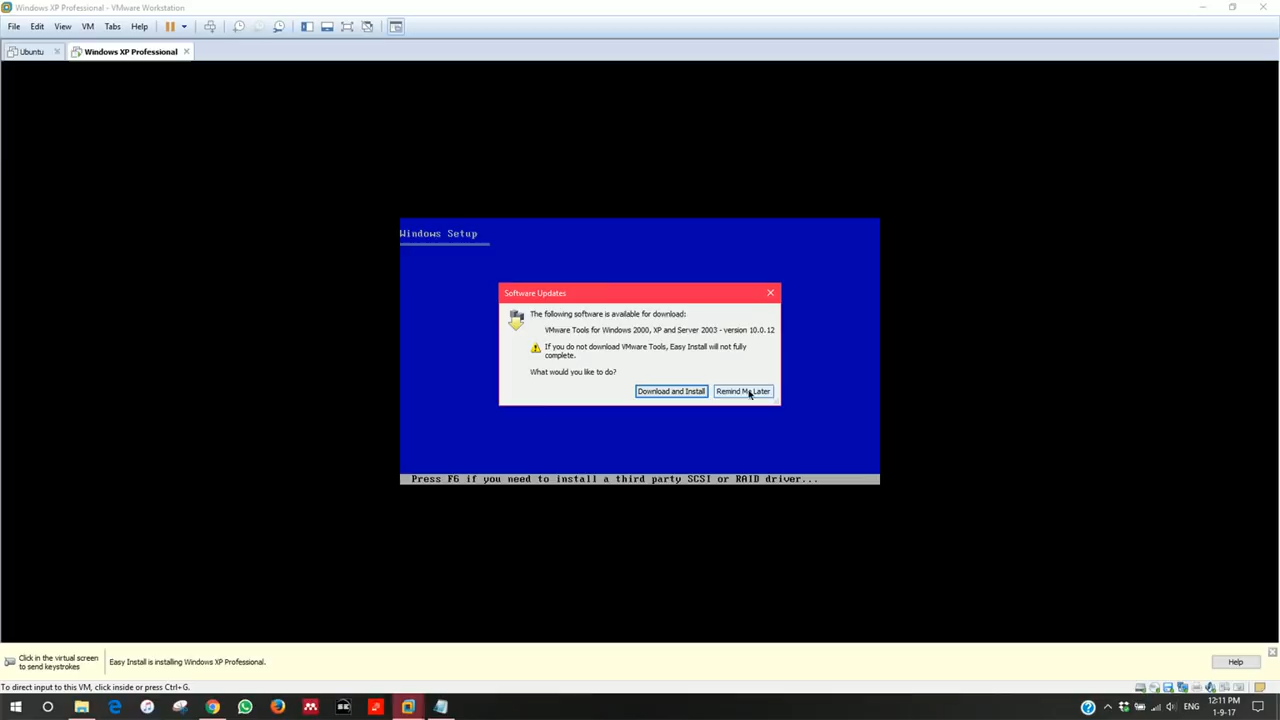 Windows XP Professional - VMware Workstation
File Edit View VM Tabs Help
Ubuntu
Windows XP Professional
Windows Setup
Software Updates
The following software is available for download:
VMware Tools for Windows 2000, XP and Server 2003 - version 10.0.12
If you do not download VMware Tools, Easy Install will not fully
complete.
What would you like to do?
Download and Install Remind Me Later
Press F6 if you need to install a third party SCSI or RAID driver...
Click in the virtual screen
to send keystrokes
Easy Install is installing Windows XP Professional.
Help
To direct input to this VM, click inside or press Ctrl+G.
ENG
12:11 PM
1-9-17